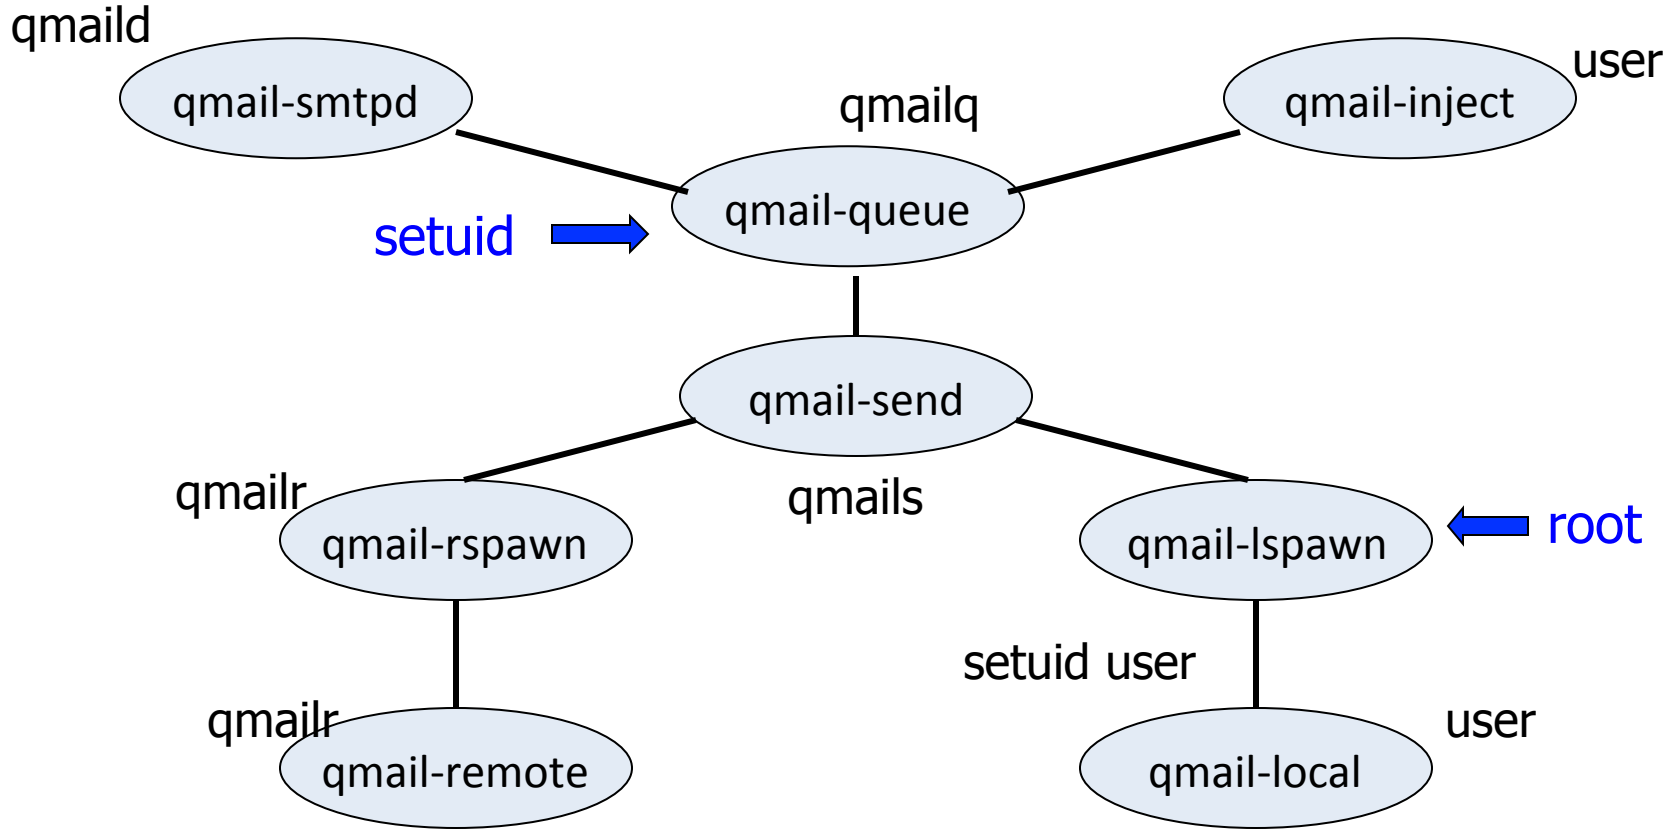 qmaild
qmail-smtpd
user
qmail-inject
qmailq
qmail-queue
setuid
qmail-send
qmailr
qmail-rspawn
qmails
qmail-lspawn
root
setuid user
qmailr
qmail-remote
user
qmail-local